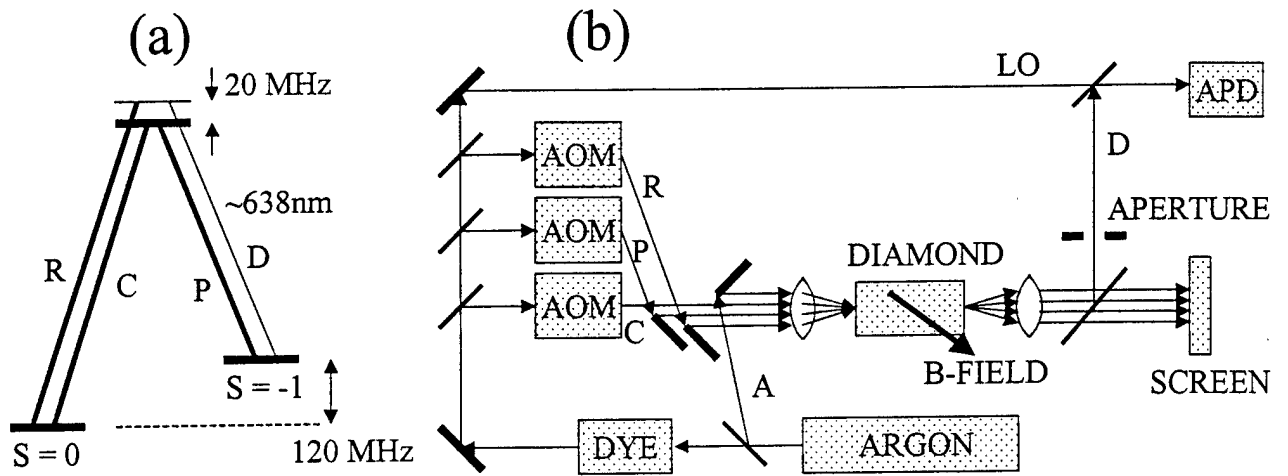 (a)
20 MHz
~638nm
R
C
P
D
S = -1
S = 0
120 MHz
(b)
LO
APD
AOM
R
D
AOM
P
APERTURE
AOM
C
DIAMOND
B-FIELD
SCREEN
A
DYE
ARGON